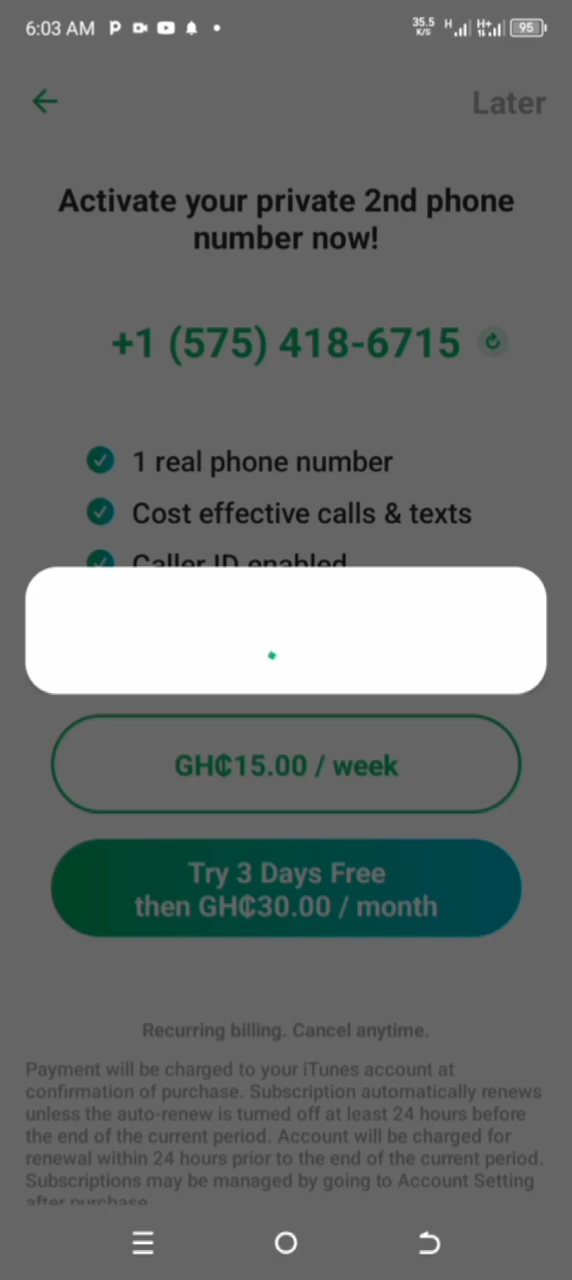 6:03 AM
35.5
K/S
H
H+
95
Later
Activate your private 2nd phone
number now!
+1 (575) 418-6715
1 real phone number
Cost effective calls & texts
Caller ID enabled
GH₵15.00 / week
Try 3 Days Free
then GH₵30.00 / month
Recurring billing. Cancel anytime.
Payment will be charged to your iTunes account at
confirmation of purchase. Subscription automatically renews
unless the auto-renew is turned off at least 24 hours before
the end of the current period. Account will be charged for
renewal within 24 hours prior to the end of the current period.
Subscriptions may be managed by going to Account Setting
after purchase